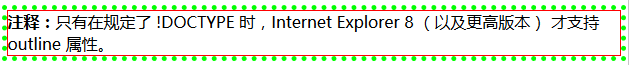 注释：只有在规定了 !DOCTYPE 时，Internet Explorer 8 （以及更高版本） 才支持
outline 属性。